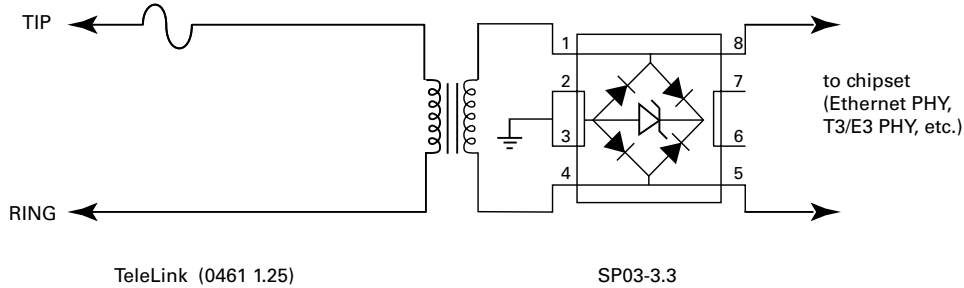 TIP
1
8
2
7
to chipset
(Ethernet PHY,
T3/E3 PHY, etc.)
3
6
4
5
RING
TeleLink (0461 1.25)
SP03-3.3